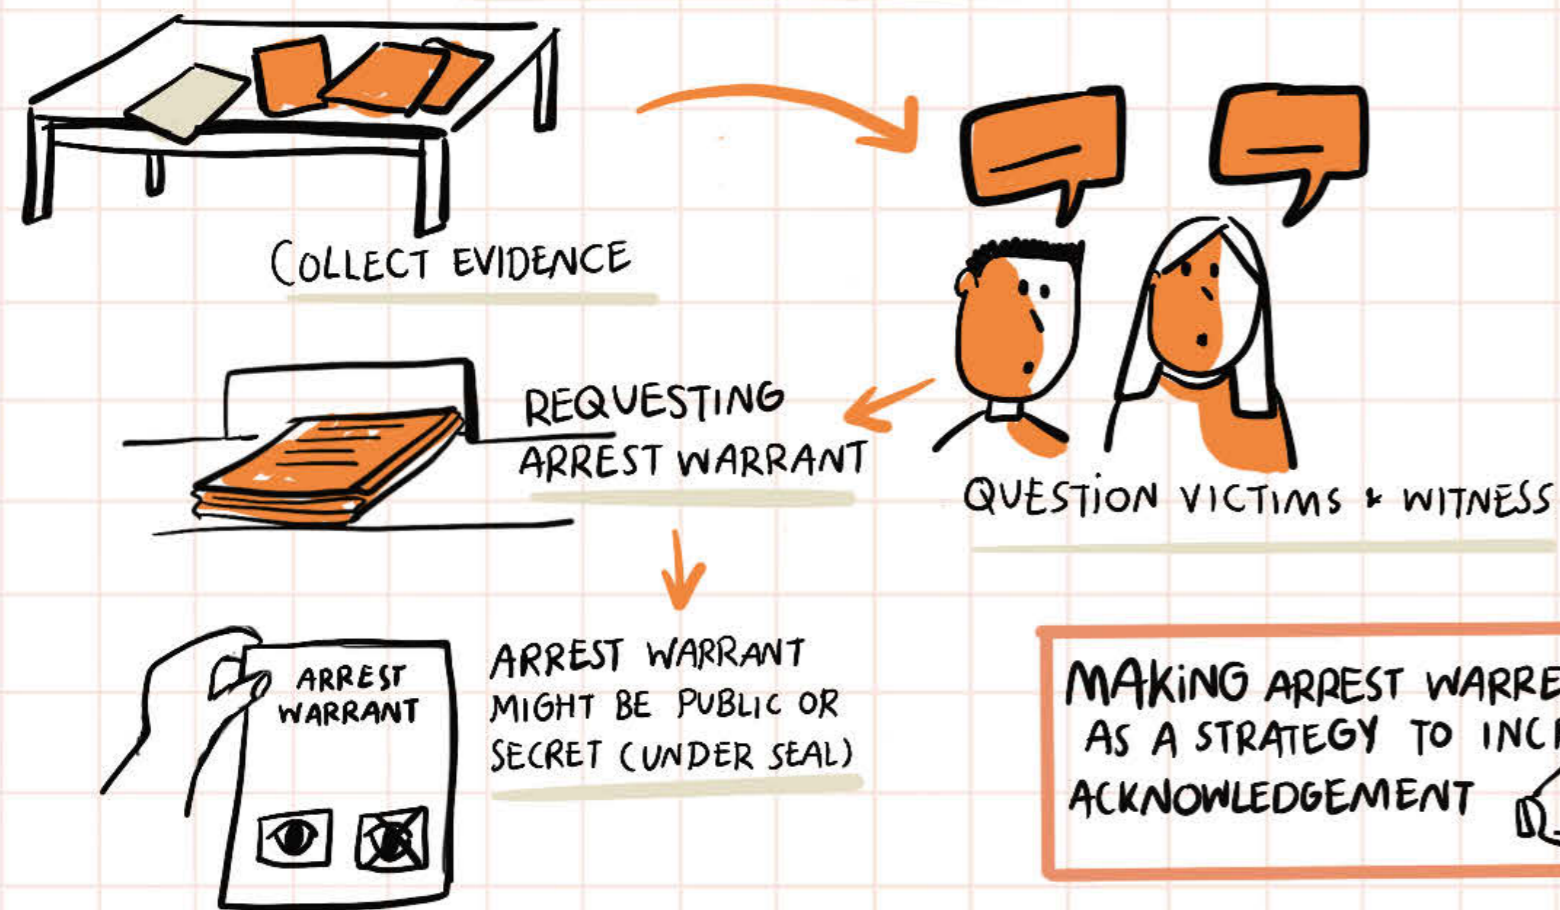 COLLECT EVIDENCE
REQUESTING
ARREST WARRANT
QUESTION VICTIMS & WITNESS
ARREST
WARRANT
ARREST WARRANT
MIGHT BE PUBLIC OR
SECRET (UNDER SEAL)
MAKING ARREST
AS A STRATEGY TO
ACKNOWLEDGEMENT